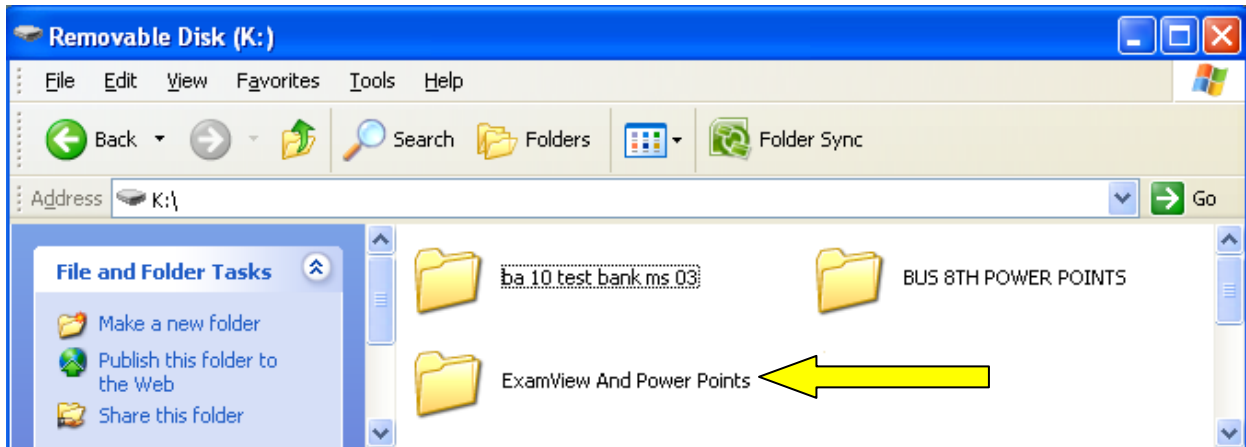 Removable Disk (K:)
File Edit View Favorites Tools Help
Back Search Folders Folder Sync
Address K:\ Go
File and Folder Tasks
Make a new folder
Publish this folder to
the Web
Share this folder
ba 10 test bank ms 03
BUS 8TH POWER POINTS
ExamView And Power Points